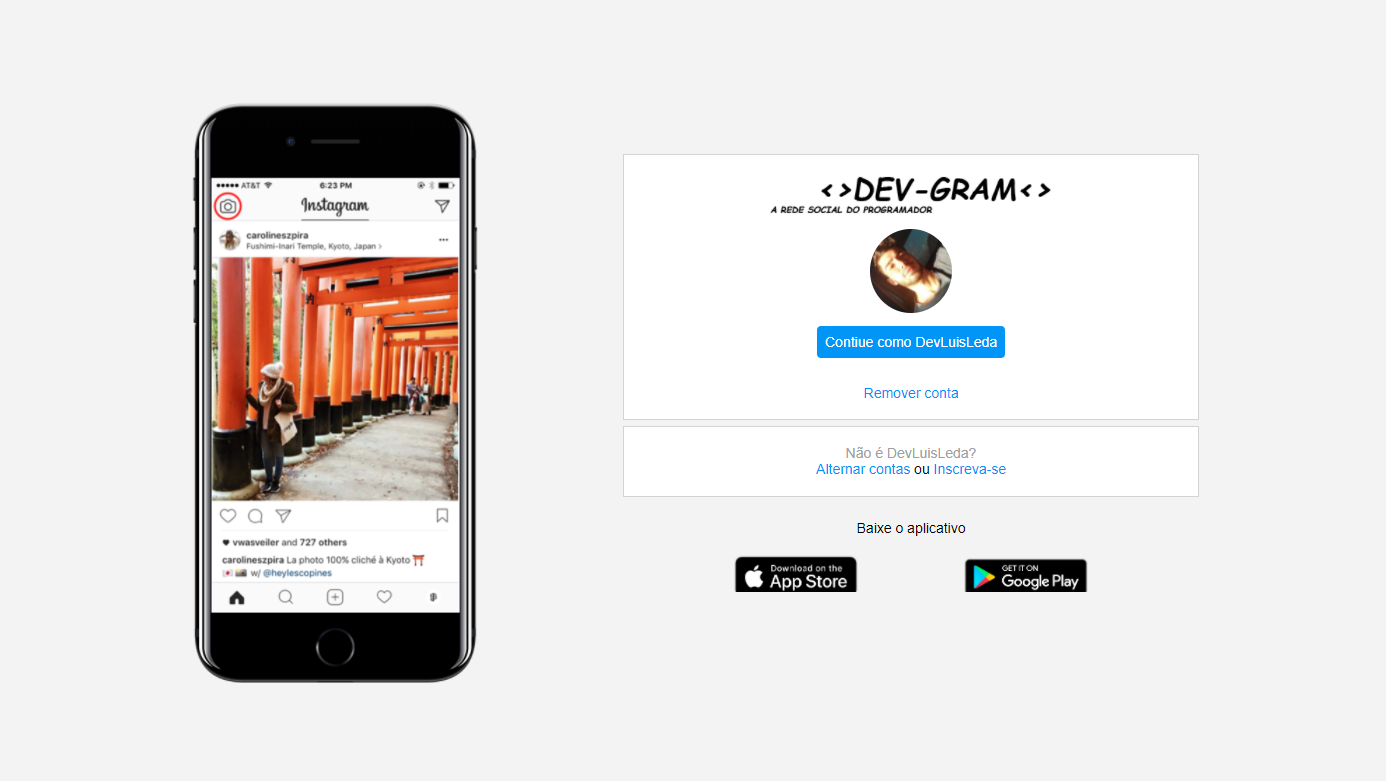 AT&T
6:23 PM
Instagram
carolineszpira
Fushimi-Inari Temple, Kyoto, Japan >
vwasveiler and 727 others
carolineszpira La photo 100% cliché à Kyoto ⛩️
w/ @heylescopines
<>DEV-GRAM<>
A REDE SOCIAL DO PROGRAMADOR
Contiue como DevLuisLeda
Remover conta
Não é DevLuisLeda?
Alternar contas ou Inscreva-se
Baixe o aplicativo
Download on the
App Store
GET IT ON
Google Play